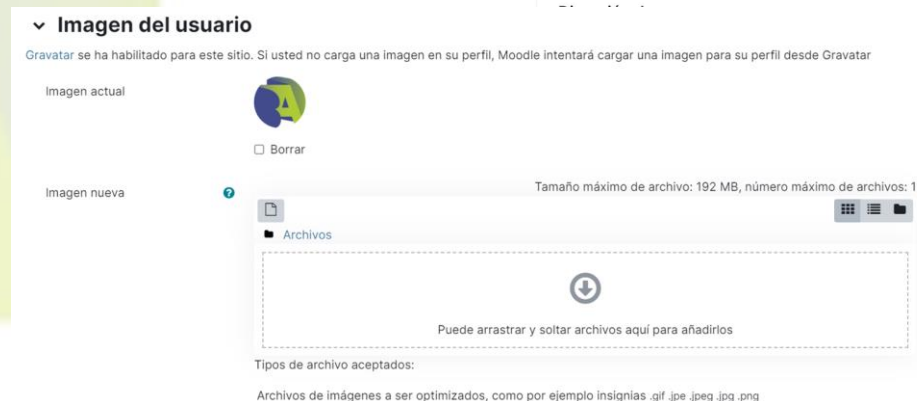 Imagen del usuario
Gravatar se ha habilitado para este sitio. Si usted no carga una imagen en su perfil, Moodle intentará cargar una imagen para su perfil desde Gravatar
Imagen actual
Borrar
Imagen nueva
Tamaño máximo de archivo: 192 MB, número máximo de archivos: 1
Archivos
Puede arrastrar y soltar archivos aquí para añadirlos
Tipos de archivo aceptados:
Archivos de imágenes a ser optimizados, como por ejemplo insignias .gif .jpe .jpeg .jpg .png